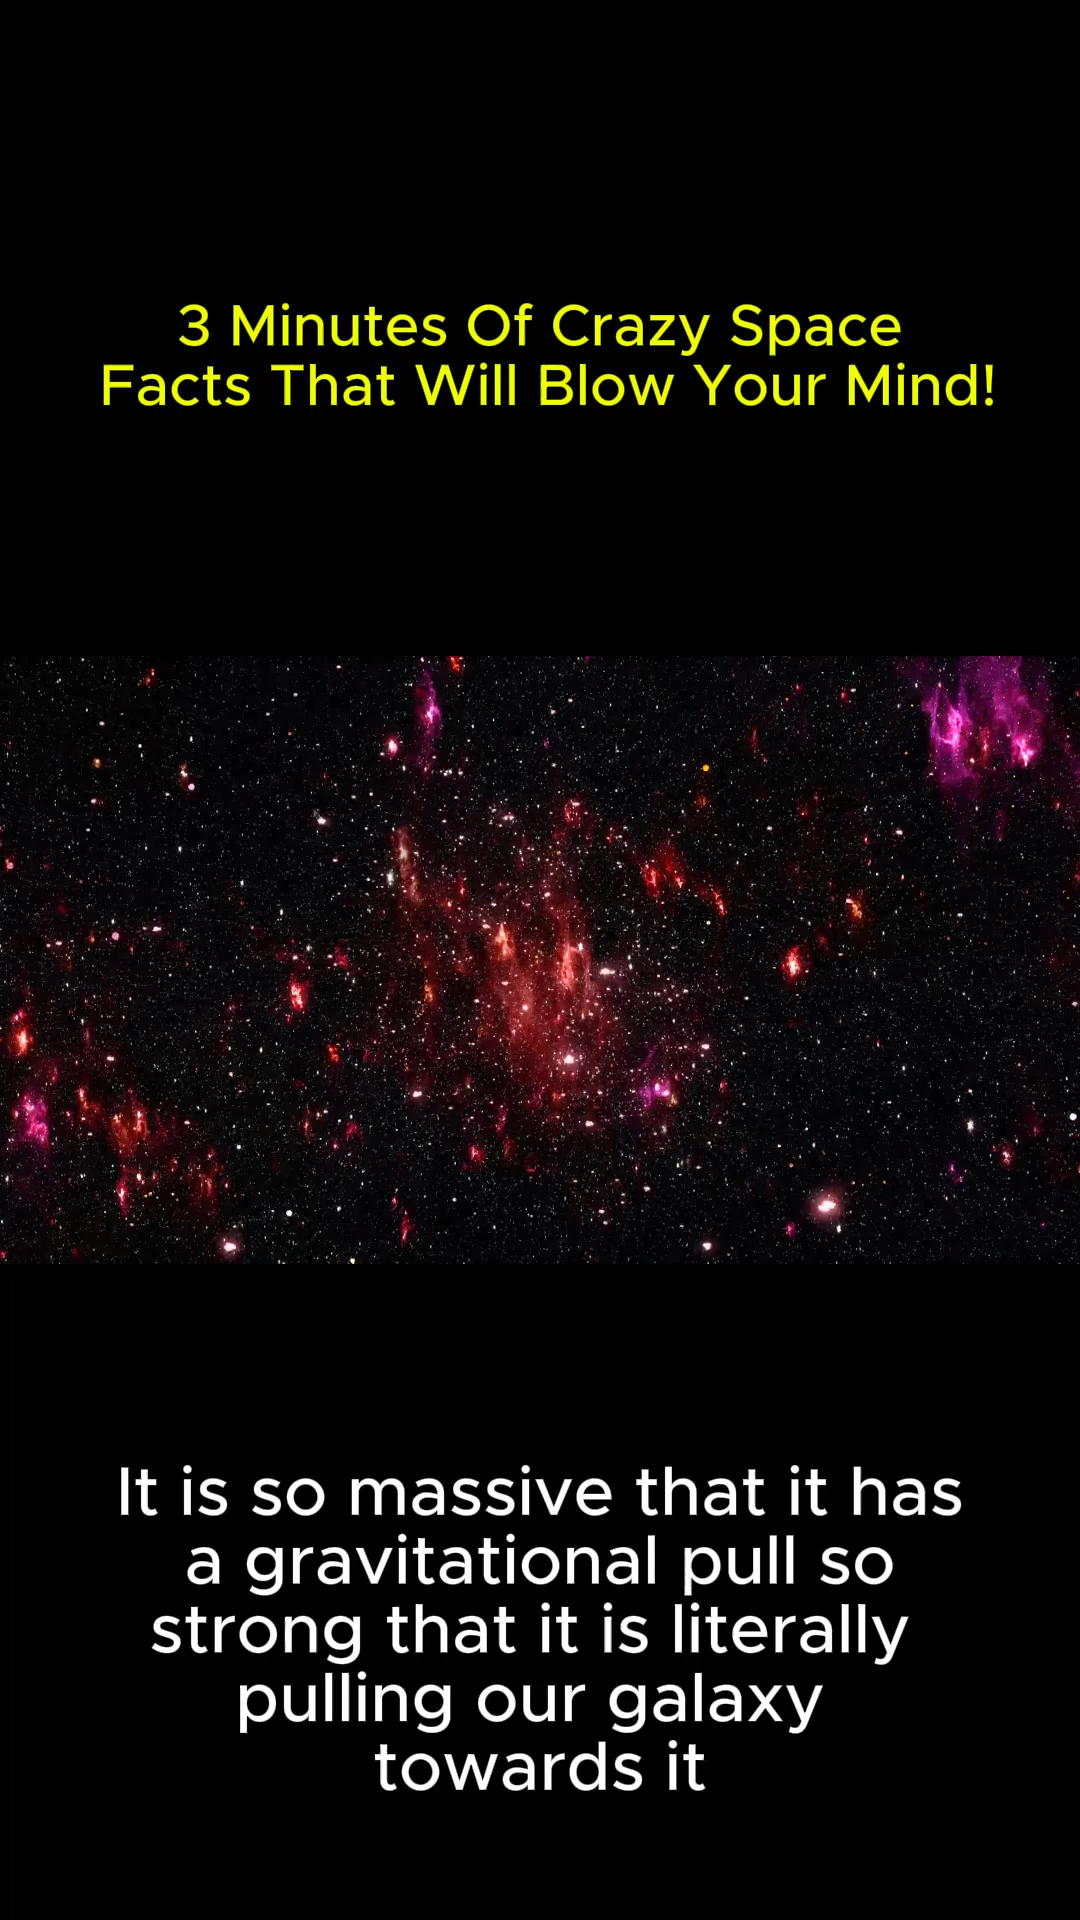 3 Minutes Of Crazy Space
Facts That Will Blow Your Mind!
It is so massive that it has
a gravitational pull so
strong that it is literally
pulling our galaxy
towards it